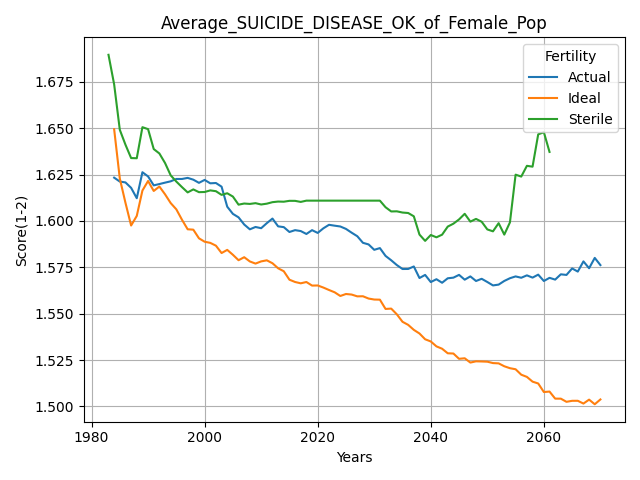 Average_SUICIDE_DISEASE_OK_of_Female_Pop
Fertility
Actual
Ideal
Sterile
Score(1-2)
1.675
1.650
1.625
1.600
1.575
1.550
1.525
1.500
1980
2000
2020
2040
2060
Years